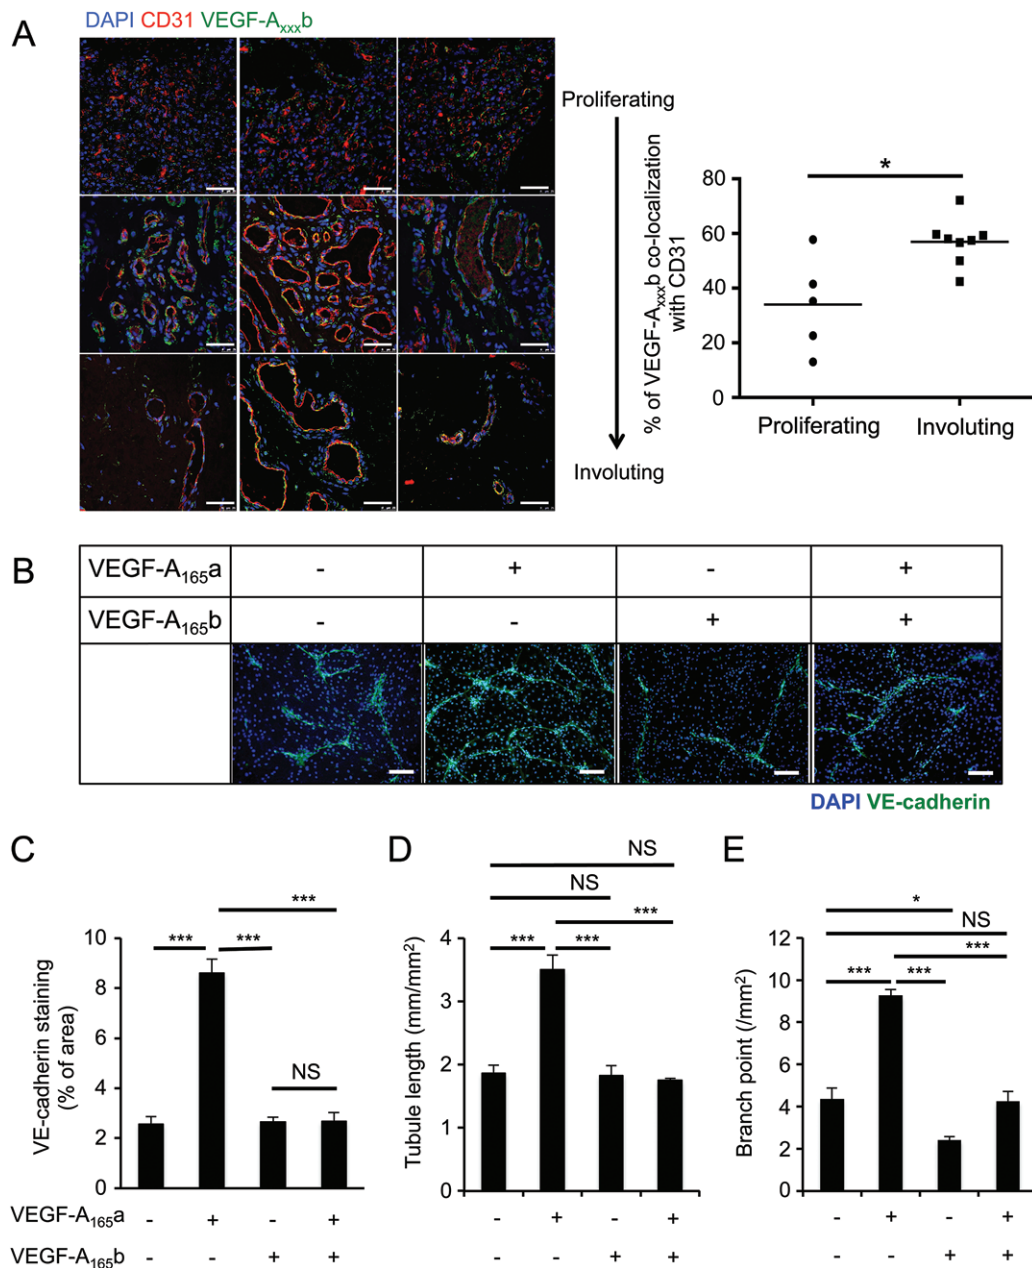 A
DAPI CD31 VEGF-Axxxb
Proliferating
Involuting
% of VEGF-Axxxb co-localization
with CD31
*
80
60
40
20
0
Proliferating Involuting
B
VEGF-A165a - + - +
VEGF-A165b - - + +
DAPI VE-cadherin
C
***
*** ***
NS
10
8
6
4
2
0
VE-cadherin staining
(% of area)
D
NS
NS
***
*** ***
4
3
2
1
0
Tubule length (mm/mm²)
E
*
NS
***
*** ***
12
10
8
6
4
2
0
Branch point (/mm²)
VEGF-A165a - + - + - + - + - + - +
VEGF-A165b - - + + - - + + - - + +